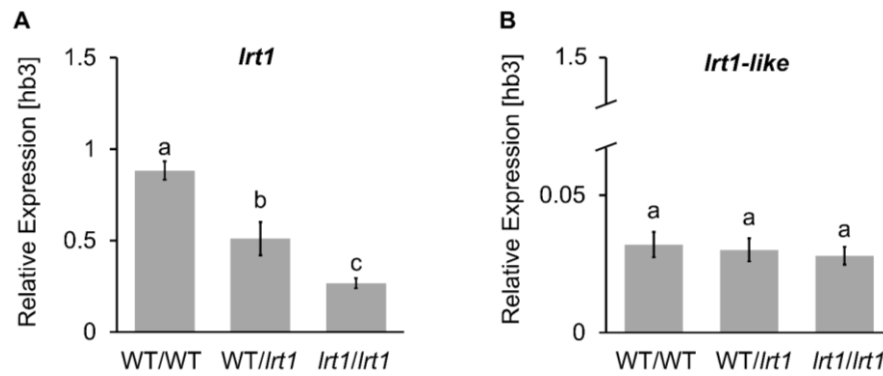 A
lrt1
Relative Expression [hb3]
1.5
1
0.5
0
a
b
c
WT/WT
WT/lrt1
lrt1/lrt1
B
lrt1-like
Relative Expression [hb3]
1.5
0.05
0
a
a
a
WT/WT
WT/lrt1
lrt1/lrt1